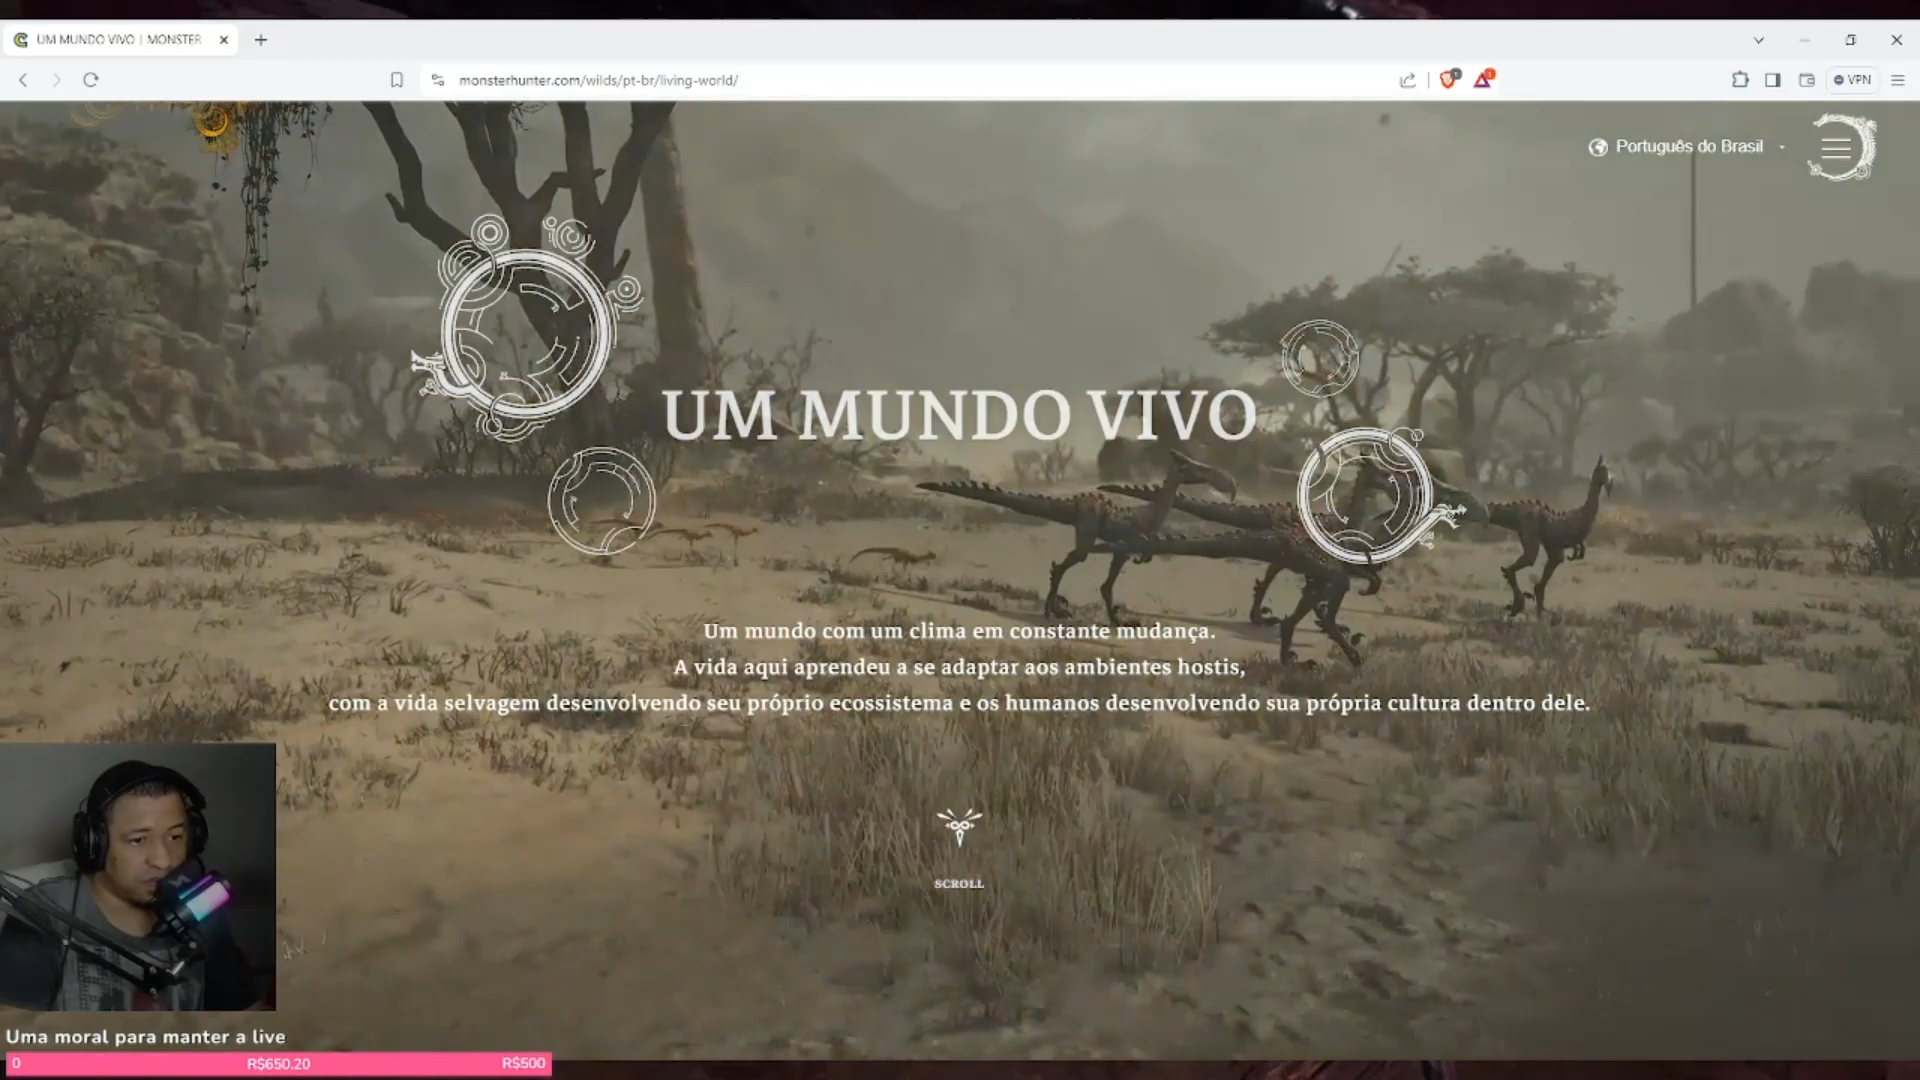 UM MUNDO VIVO | MONSTER
monsterhunter.com/wilds/pt-br/living-world/
VPN
Português do Brasil
UM MUNDO VIVO
Um mundo com um clima em constante mudança.
A vida aqui aprendeu a se adaptar aos ambientes hostis,
com a vida selvagem desenvolvendo seu próprio ecossistema e os humanos desenvolvendo sua própria cultura dentro dele.
SCROLL
Uma moral para manter a live
0 R$650.20 R$500